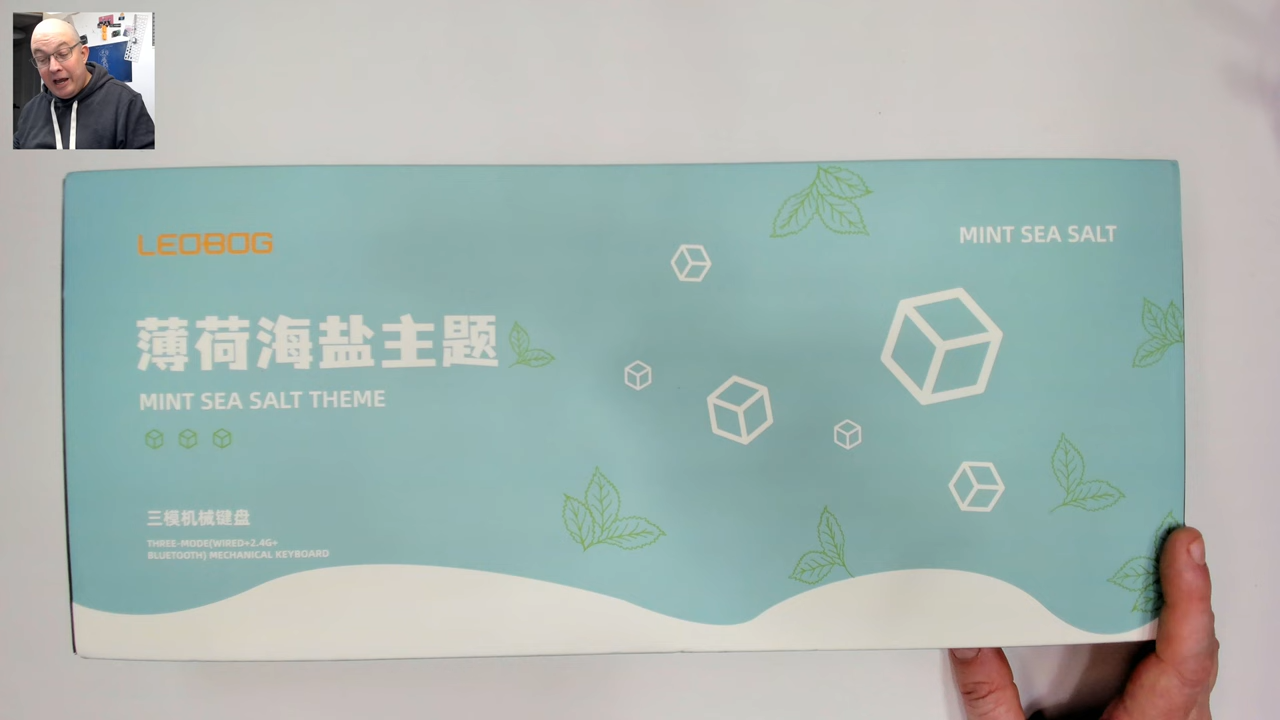 LEOBOG
MINT SEA SALT
薄荷海盐主题
MINT SEA SALT THEME
三模机械键盘
THREE-MODE(WIRED+2.4G+
BLUETOOTH) MECHANICAL KEYBOARD